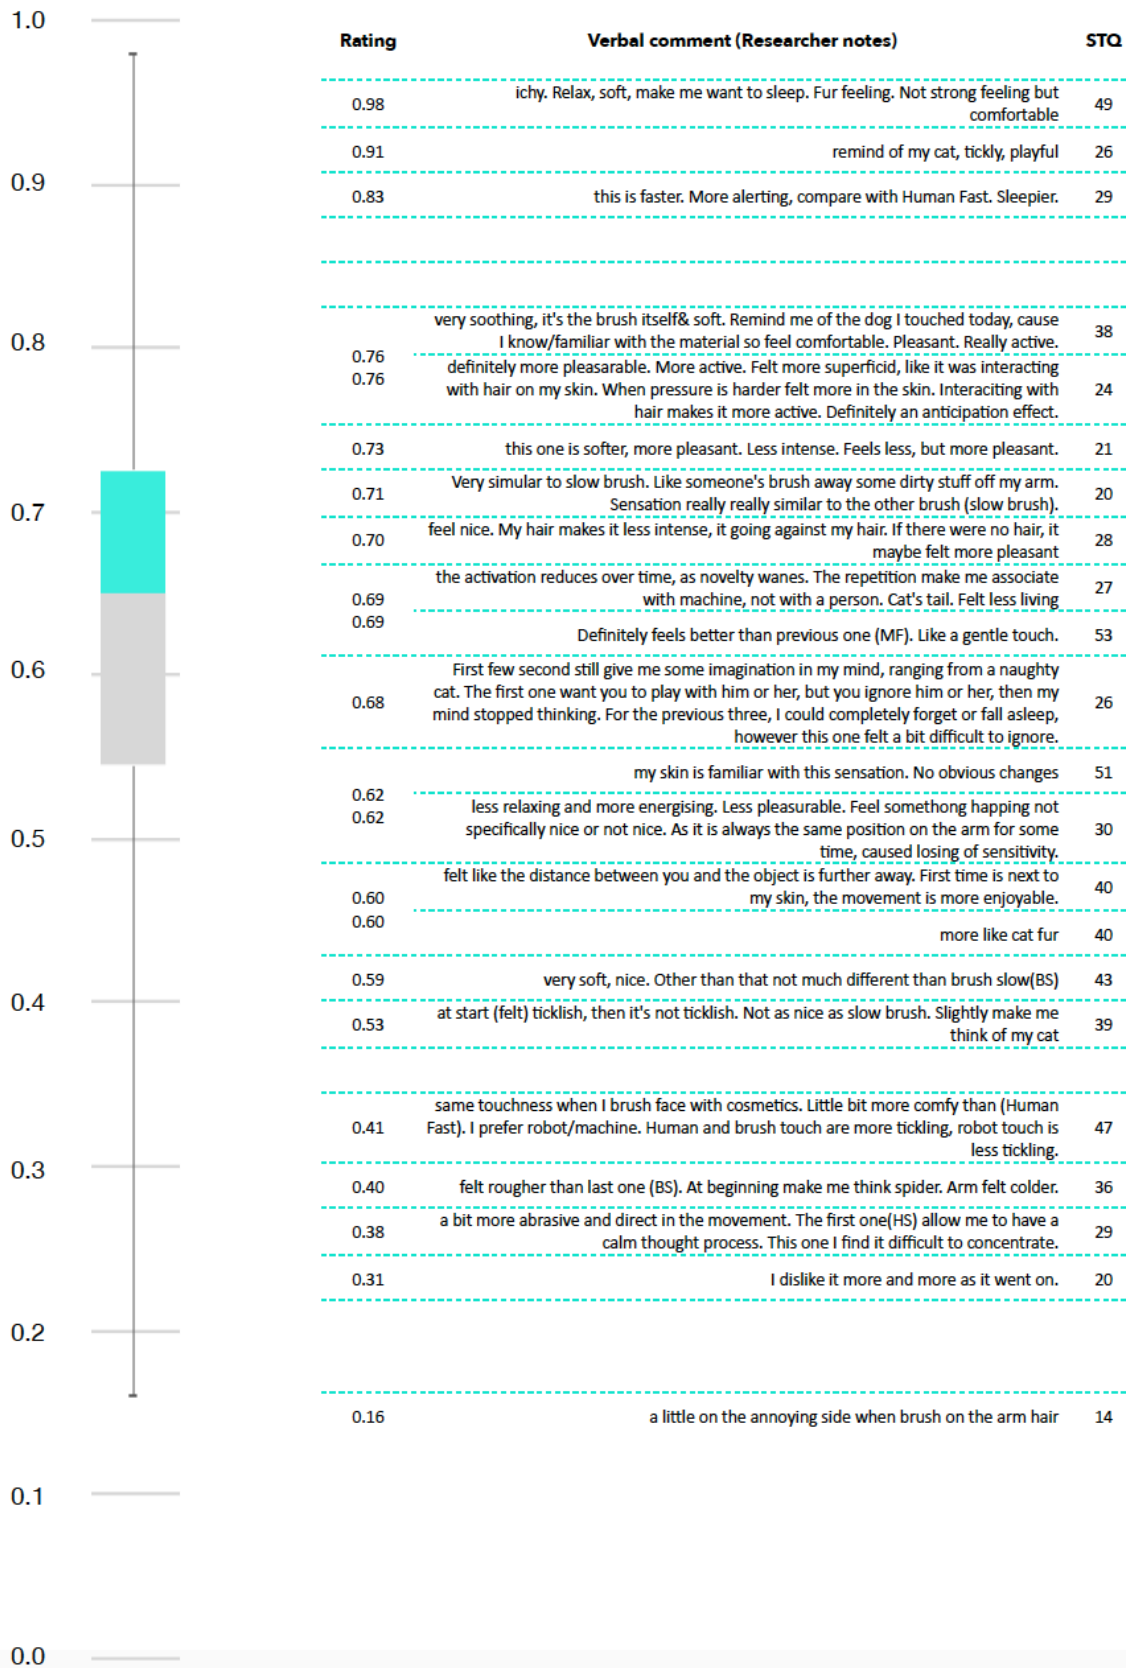 1.0
0.9
0.8
0.7
0.6
0.5
0.4
0.3
0.2
0.1
0.0
Rating Verbal comment (Researcher notes) STQ
0.98 ichy. Relax, soft, make me want to sleep. Fur feeling. Not strong feeling but 49
comfortable
0.91 remind of my cat, tickly, playful 26
0.83 this is faster. More alerting, compare with Human Fast. Sleepier. 29
0.76 very soothing, it's the brush itself& soft. Remind me of the dog I touched today, cause 38
I know/familiar with the material so feel comfortable. Pleasant. Really active.
0.76 definitely more pleasarable. More active. Felt more superficid, like it was interacting 24
with hair on my skin. When pressure is harder felt more in the skin. Interaciting with
hair makes it more active. Definitely an anticipation effect.
0.73 this one is softer, more pleasant. Less intense. Feels less, but more pleasant. 21
0.71 Very simular to slow brush. Like someone's brush away some dirty stuff off my arm. 20
Sensation really really similar to the other brush (slow brush).
0.70 feel nice. My hair makes it less intense, it going against my hair. If there were no hair, it 28
maybe felt more pleasant
0.69 the activation reduces over time, as novelty wanes. The repetition make me associate 27
with machine, not with a person. Cat's tail. Felt less living
0.69 Definitely feels better than previous one (MF). Like a gentle touch. 53
0.68 First few second still give me some imagination in my mind, ranging from a naughty 26
cat. The first one want you to play with him or her, but you ignore him or her, then my
mind stopped thinking. For the previous three, I could completely forget or fall asleep,
however this one felt a bit difficult to ignore.
0.62 my skin is familiar with this sensation. No obvious changes 51
0.62 less relaxing and more energising. Less pleasurable. Feel somethong happing not 30
specifically nice or not nice. As it is always the same position on the arm for some
time, caused losing of sensitivity.
0.60 felt like the distance between you and the object is further away. First time is next to 40
my skin, the movement is more enjoyable.
0.60 more like cat fur 40
0.59 very soft, nice. Other than that not much different than brush slow(BS) 43
0.53 at start (felt) ticklish, then it's not ticklish. Not as nice as slow brush. Slightly make me 39
think of my cat
0.41 same touchness when I brush face with cosmetics. Little bit more comfy than (Human 47
Fast). I prefer robot/machine. Human and brush touch are more tickling, robot touch is
less tickling.
0.40 felt rougher than last one (BS). At beginning make me think spider. Arm felt colder. 36
0.38 a bit more abrasive and direct in the movement. The first one(HS) allow me to have a 29
calm thought process. This one I find it difficult to concentrate.
0.31 I dislike it more and more as it went on. 20
0.16 a little on the annoying side when brush on the arm hair 14